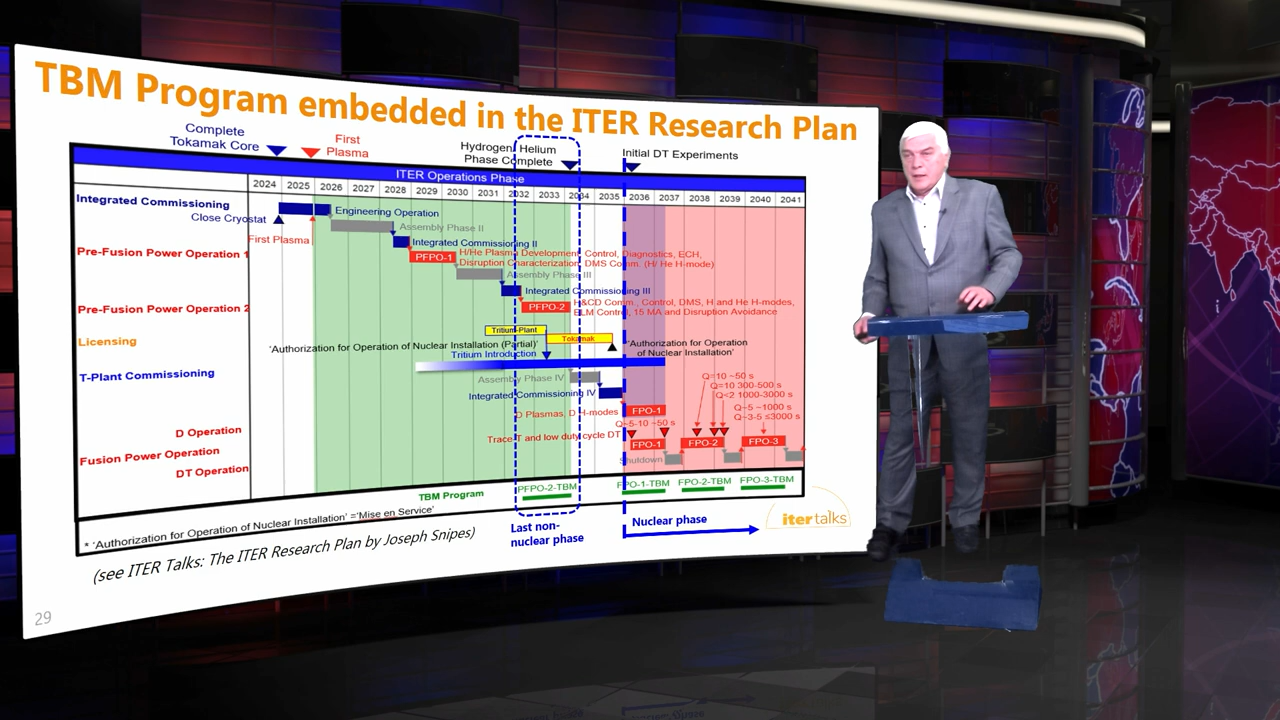 TBM Program embedded in the ITER Research Plan
Complete
Tokamak Core
First
Plasma
Hydrogen/ Helium
Phase Complete
Initial DT Experiments
ITER Operations Phase
2024 2025 2026 2027 2028 2029 2030 2031 2032 2033 2034 2035 2036 2037 2038 2039 2040 2041
Integrated Commissioning
Close Cryostat
Engineering Operation
Assembly Phase II
First Plasma
Integrated Commissioning II
Pre-Fusion Power Operation 1
PFPO-1
H/He Plasma Development, Control, Diagnostics, ECH,
Disruption Characterization, DMS Comm. (H/ He H-mode)
Assembly Phase III
Integrated Commissioning III
Pre-Fusion Power Operation 2
PFPO-2
H&CD Comm., Control, DMS, H and He H-modes,
ELM Control, 15 MA and Disruption Avoidance
Licensing
Tritium-Plant
Tokamak
'Authorization for Operation of Nuclear Installation (Partial)'
'Authorization for Operation
of Nuclear Installation'
Tritium Introduction
T-Plant Commissioning
Assembly Phase IV
Integrated Commissioning IV
Q=10 ~50 s
Q=10 300-500 s
Q<2 1000-3000 s
Q~5 ~1000 s
Q~3-5 ≤3000 s
D Plasmas, D H-modes
FPO-1
Q~5-10 ~50 s
D Operation
Trace-T and low duty cycle DT
FPO-1
FPO-2
FPO-3
Fusion Power Operation
Shutdown
DT Operation
TBM Program
PFPO-2-TBM
FPO-1-TBM
FPO-2-TBM
FPO-3-TBM
* 'Authorization for Operation of Nuclear Installation' ='Mise en Service'
Last non-
nuclear phase
Nuclear phase
iter talks
(see ITER Talks: The ITER Research Plan by Joseph Snipes)
29